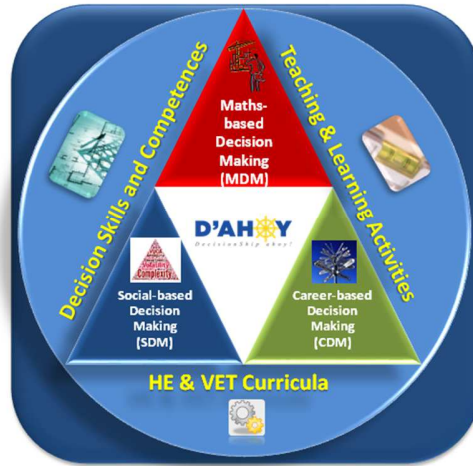 Decision Skills and Competences
Teaching & Learning Activities
Maths-
based
Decision
Making
(MDM)
D'AHOY
DecisionShip ahoy!
Complexity
Social-based
Decision
Making
(SDM)
Career-based
Decision
Making
(CDM)
HE & VET Curricula